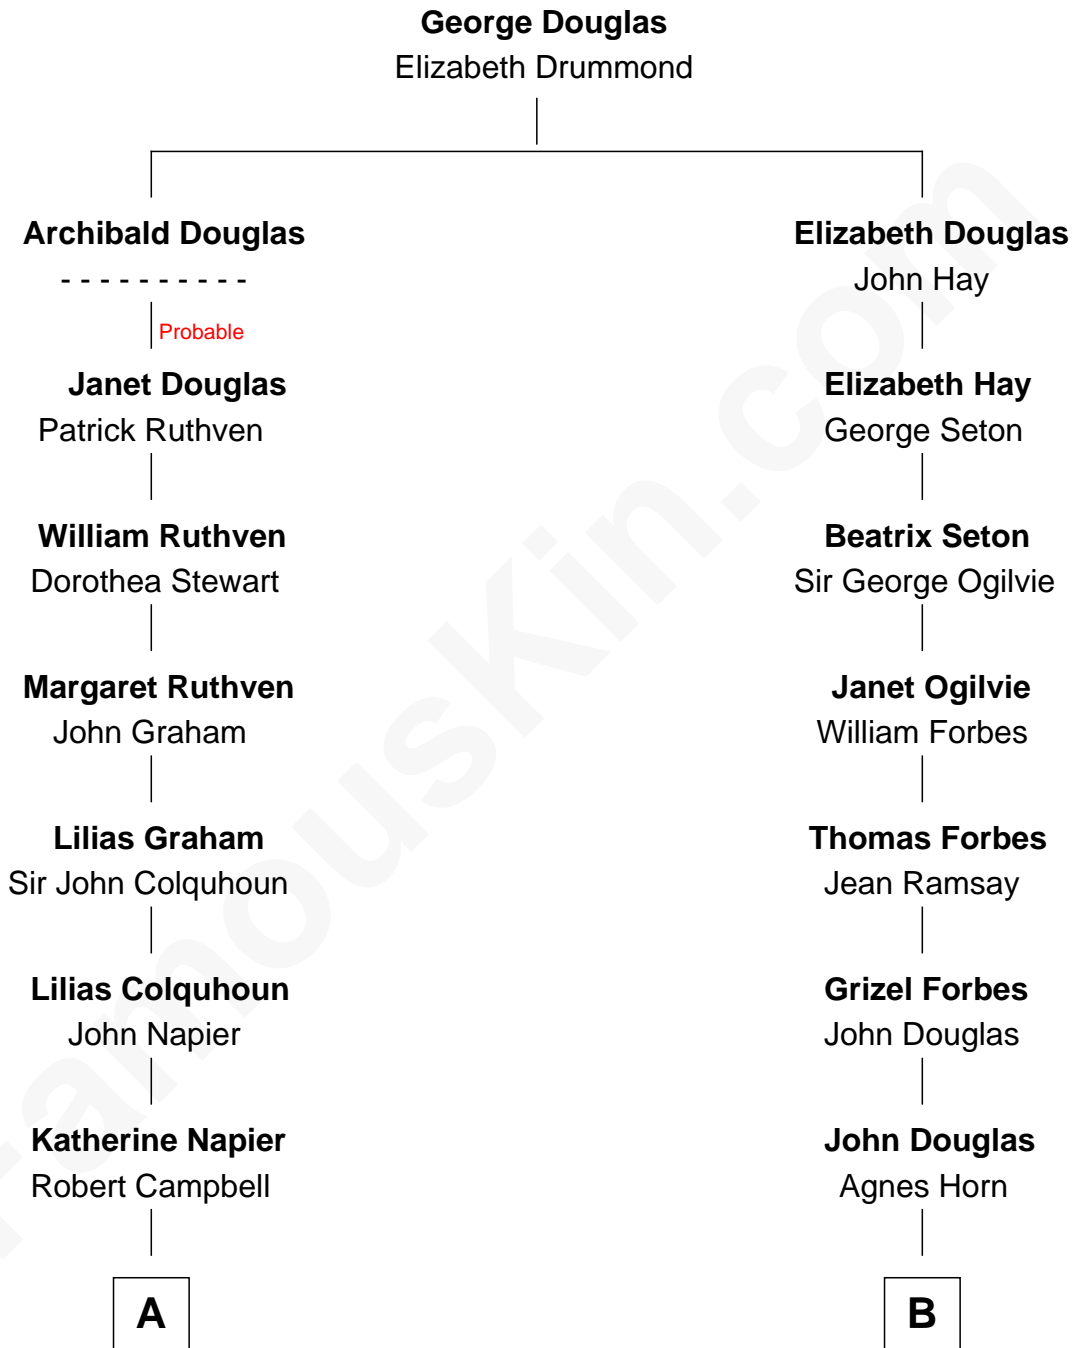 George Douglas
Elizabeth Drummond
Archibald Douglas
- - - - - - - - - -
Probable
Janet Douglas
Patrick Ruthven
William Ruthven
Dorothea Stewart
Margaret Ruthven
John Graham
Lilias Graham
Sir John Colquhoun
Lilias Colquhoun
John Napier
Katherine Napier
Robert Campbell
A
Elizabeth Douglas
John Hay
Elizabeth Hay
George Seton
Beatrix Seton
Sir George Ogilvie
Janet Ogilvie
William Forbes
Thomas Forbes
Jean Ramsay
Grizel Forbes
John Douglas
John Douglas
Agnes Horn
B
FamousKin.com